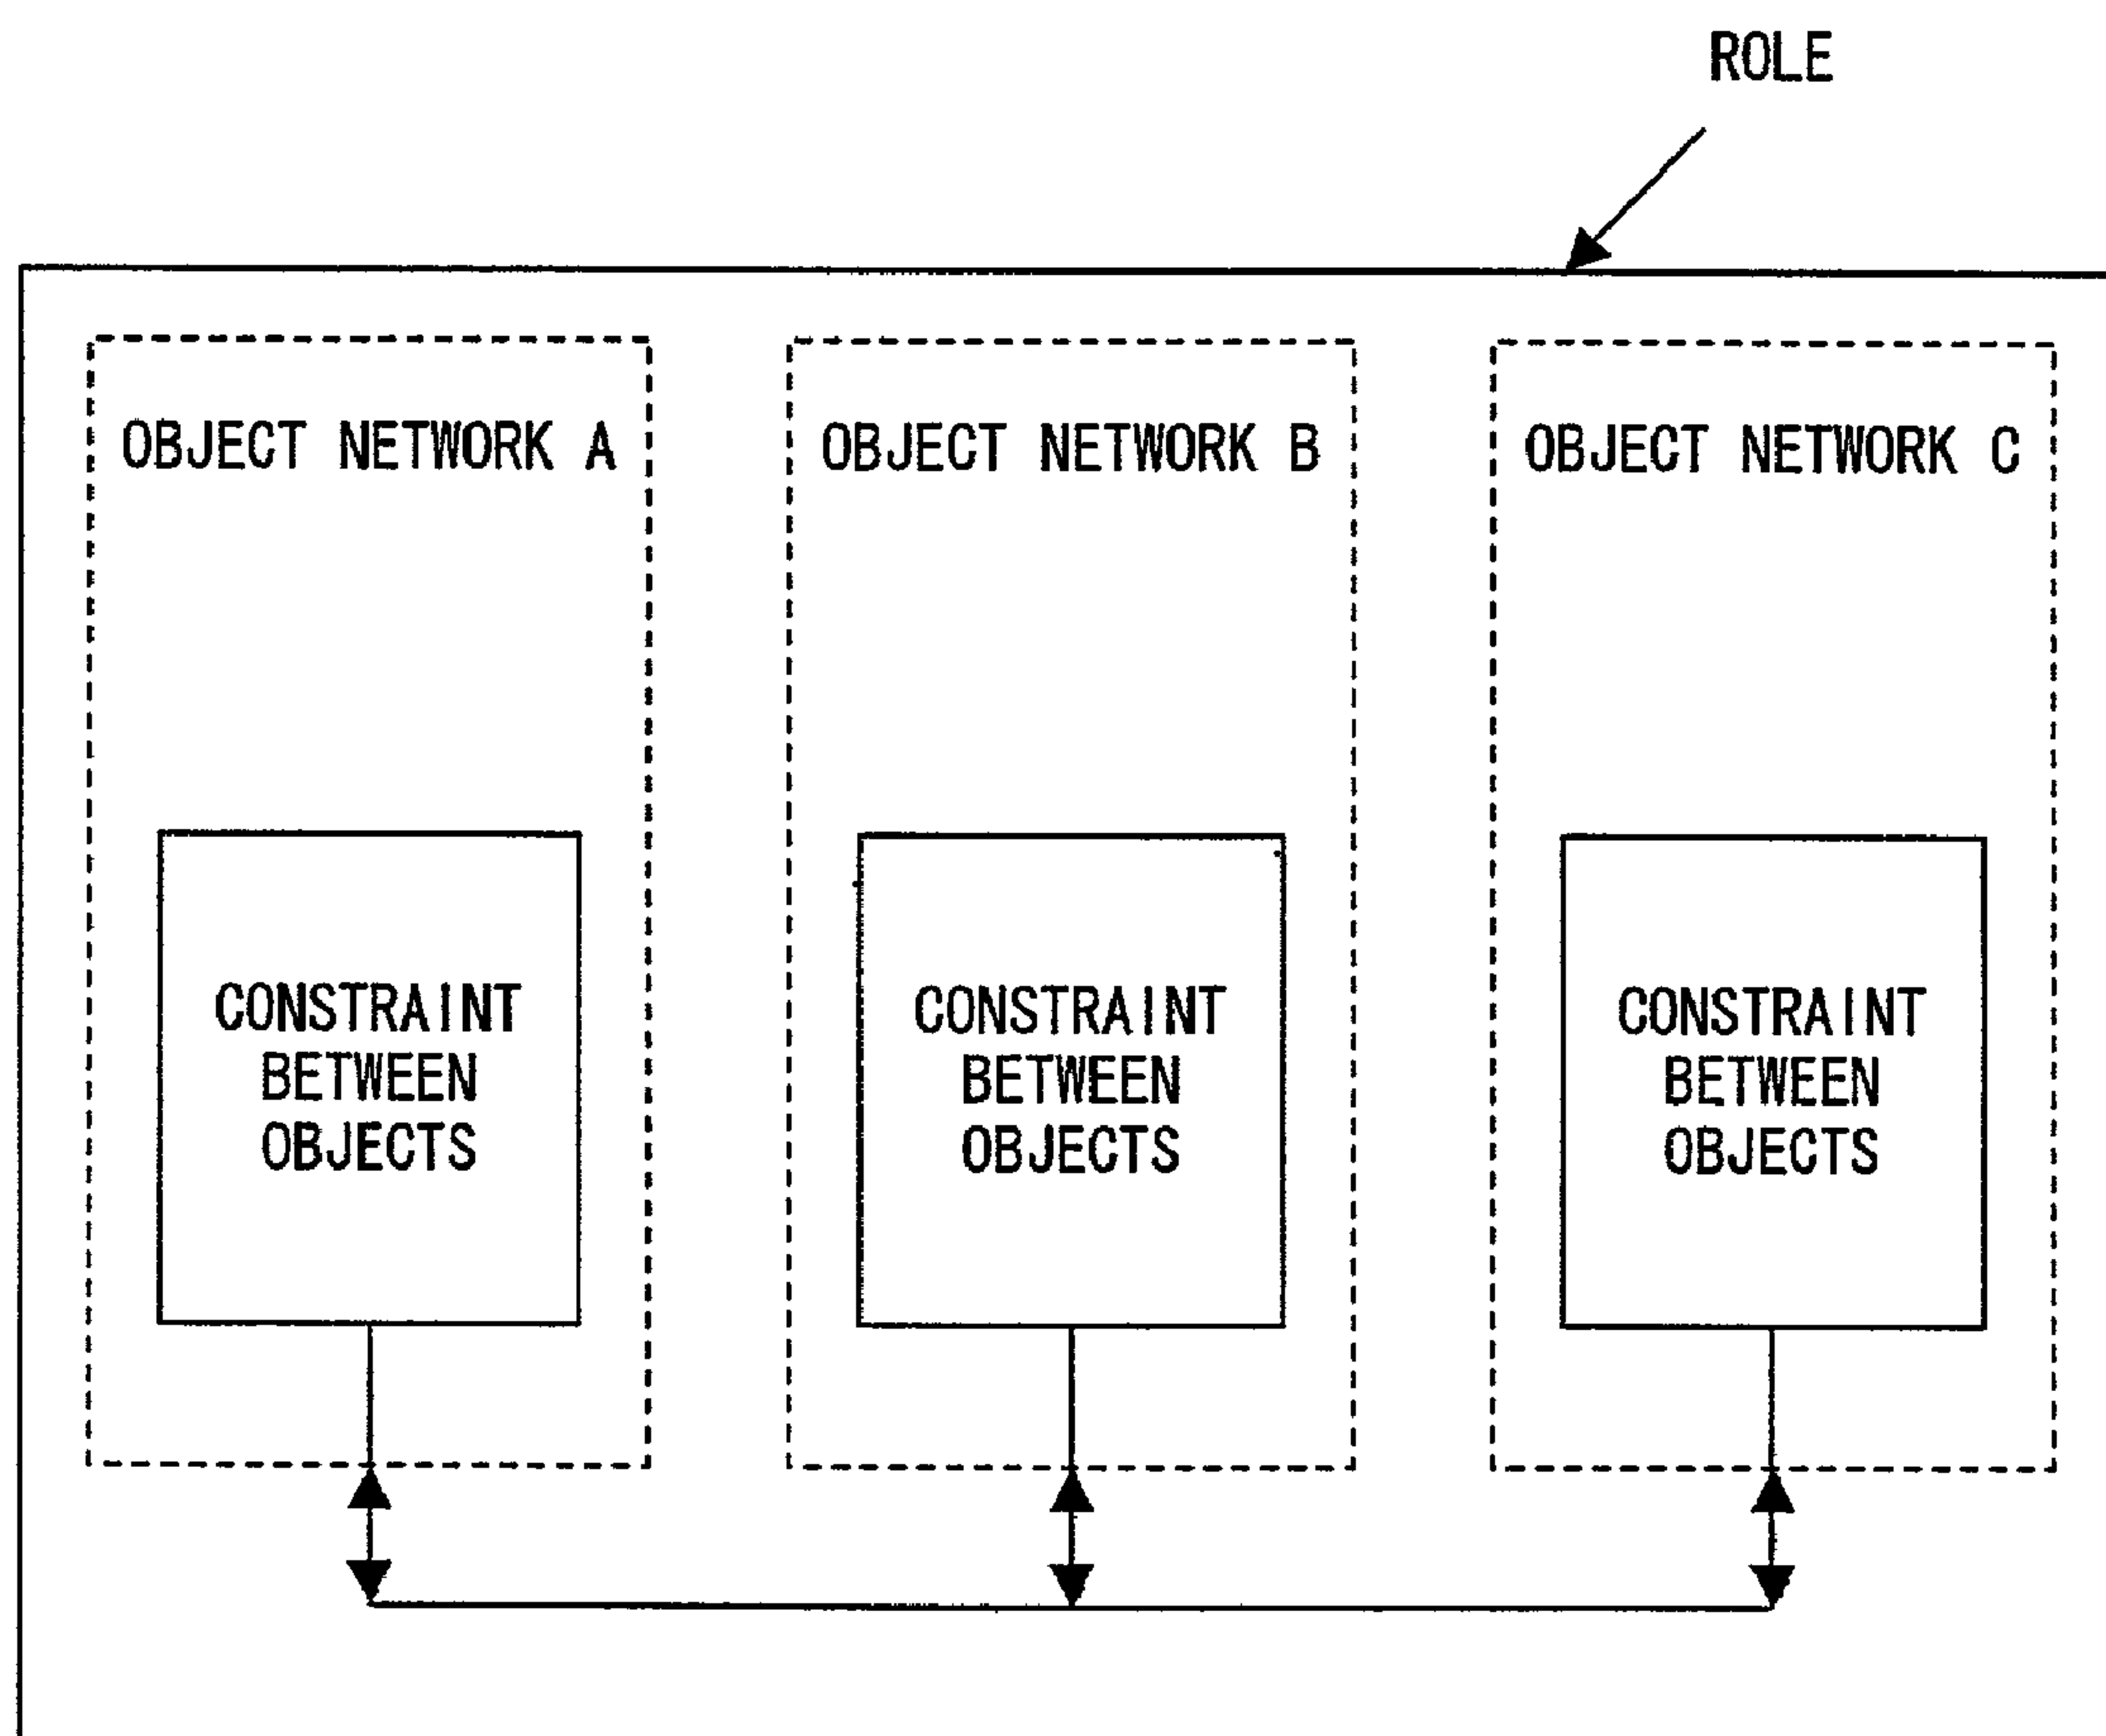 ROLE
OBJECT NETWORK A
OBJECT NETWORK B
OBJECT NETWORK C
CONSTRAINT
BETWEEN
OBJECTS
CONSTRAINT
BETWEEN
OBJECTS
CONSTRAINT
BETWEEN
OBJECTS